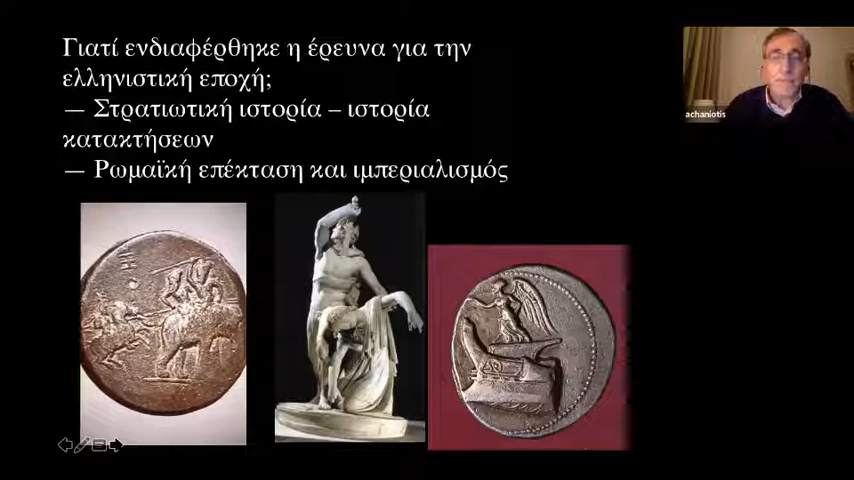 Γιατί ενδιαφέρθηκε η έρευνα για την
ελληνιστική εποχή;
— Στρατιωτική ιστορία – ιστορία
κατακτήσεων
— Ρωμαϊκή επέκταση και ιμπεριαλισμός
achaniotis